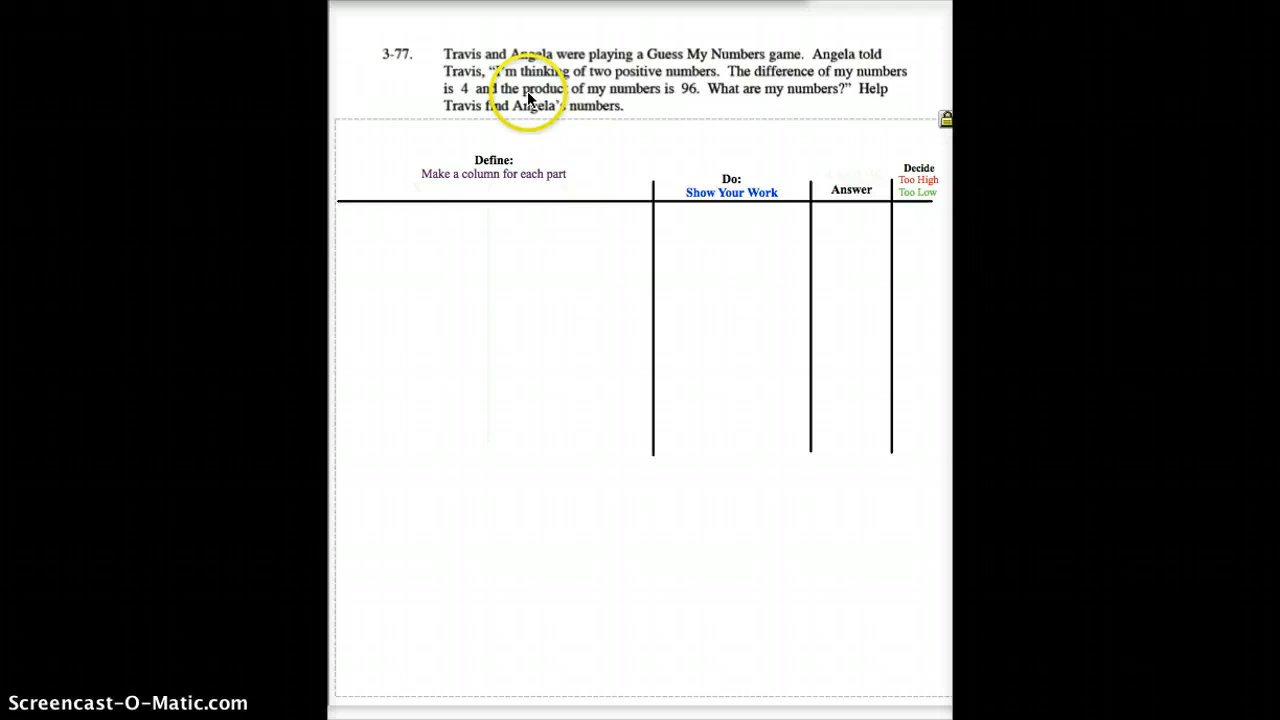 3-77. Travis and Angela were playing a Guess My Numbers game. Angela told
Travis, “I’m thinking of two positive numbers. The difference of my numbers
is 4 and the product of my numbers is 96. What are my numbers?” Help
Travis find Angela’s numbers.
Define:
Make a column for each part
Do:
Show Your Work
Answer
Decide
Too High
Too Low
Screencast-O-Matic.com